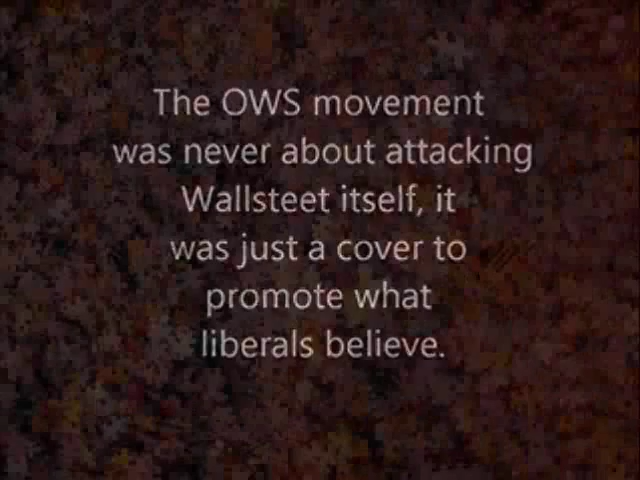 The OWS movement
was never about attacking
Wallsteet itself, it
was just a cover to
promote what
liberals believe.